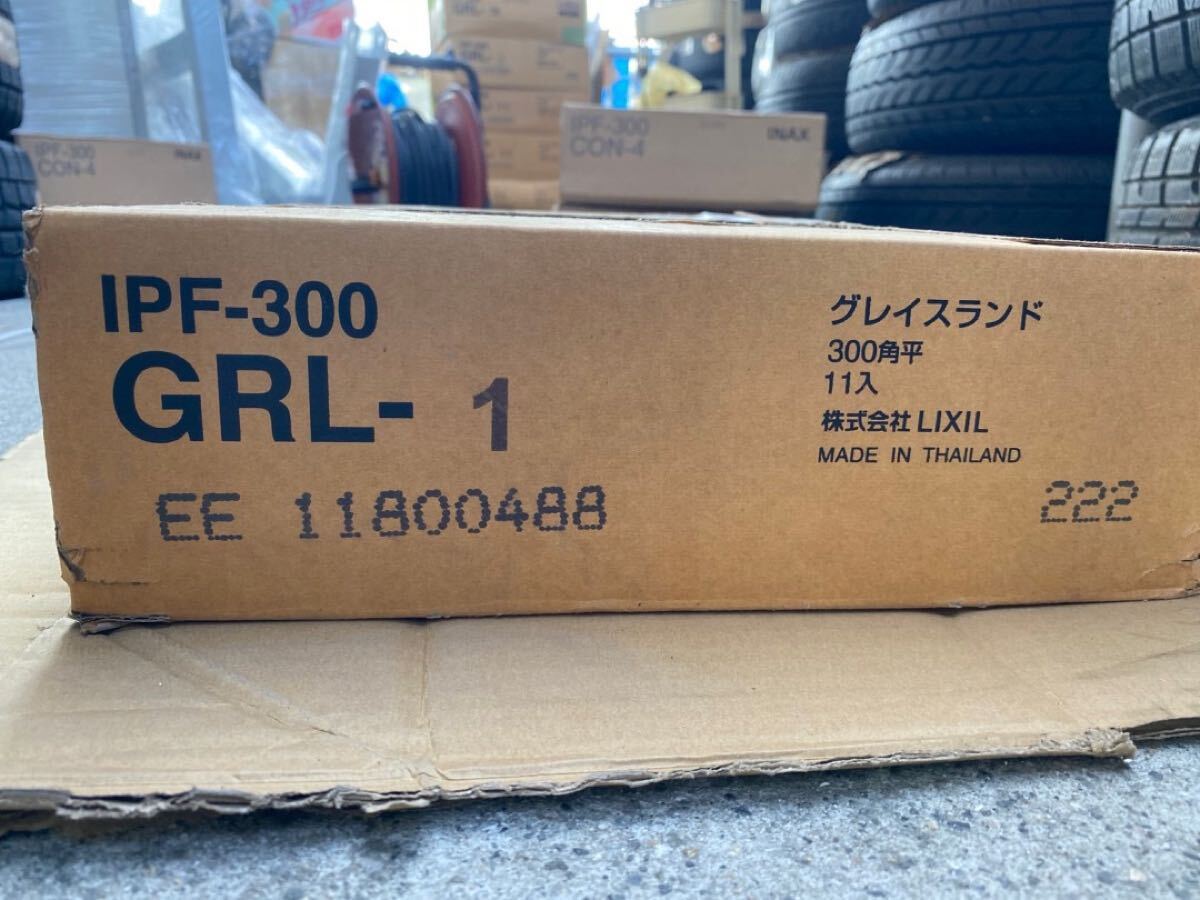 IPF-300
CON-4
INAX
IPF-300
CON-4
INAX
IPF-300
GRL- 1
EE 11800488
グレイスランド
300角平
11入
株式会社 LIXIL
MADE IN THAILAND
222